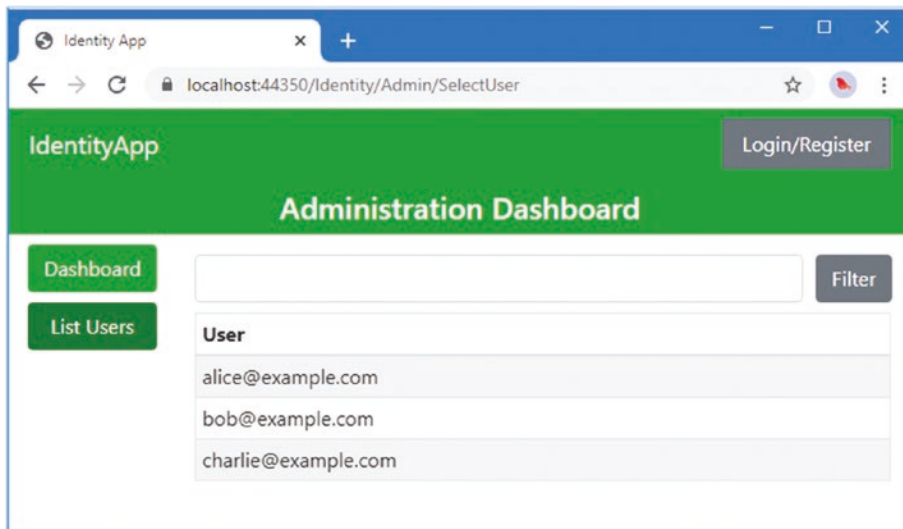 Identity App
localhost:44350/Identity/Admin/SelectUser
IdentityApp
Login/Register
Administration Dashboard
Dashboard
Filter
List Users
User
alice@example.com
bob@example.com
charlie@example.com